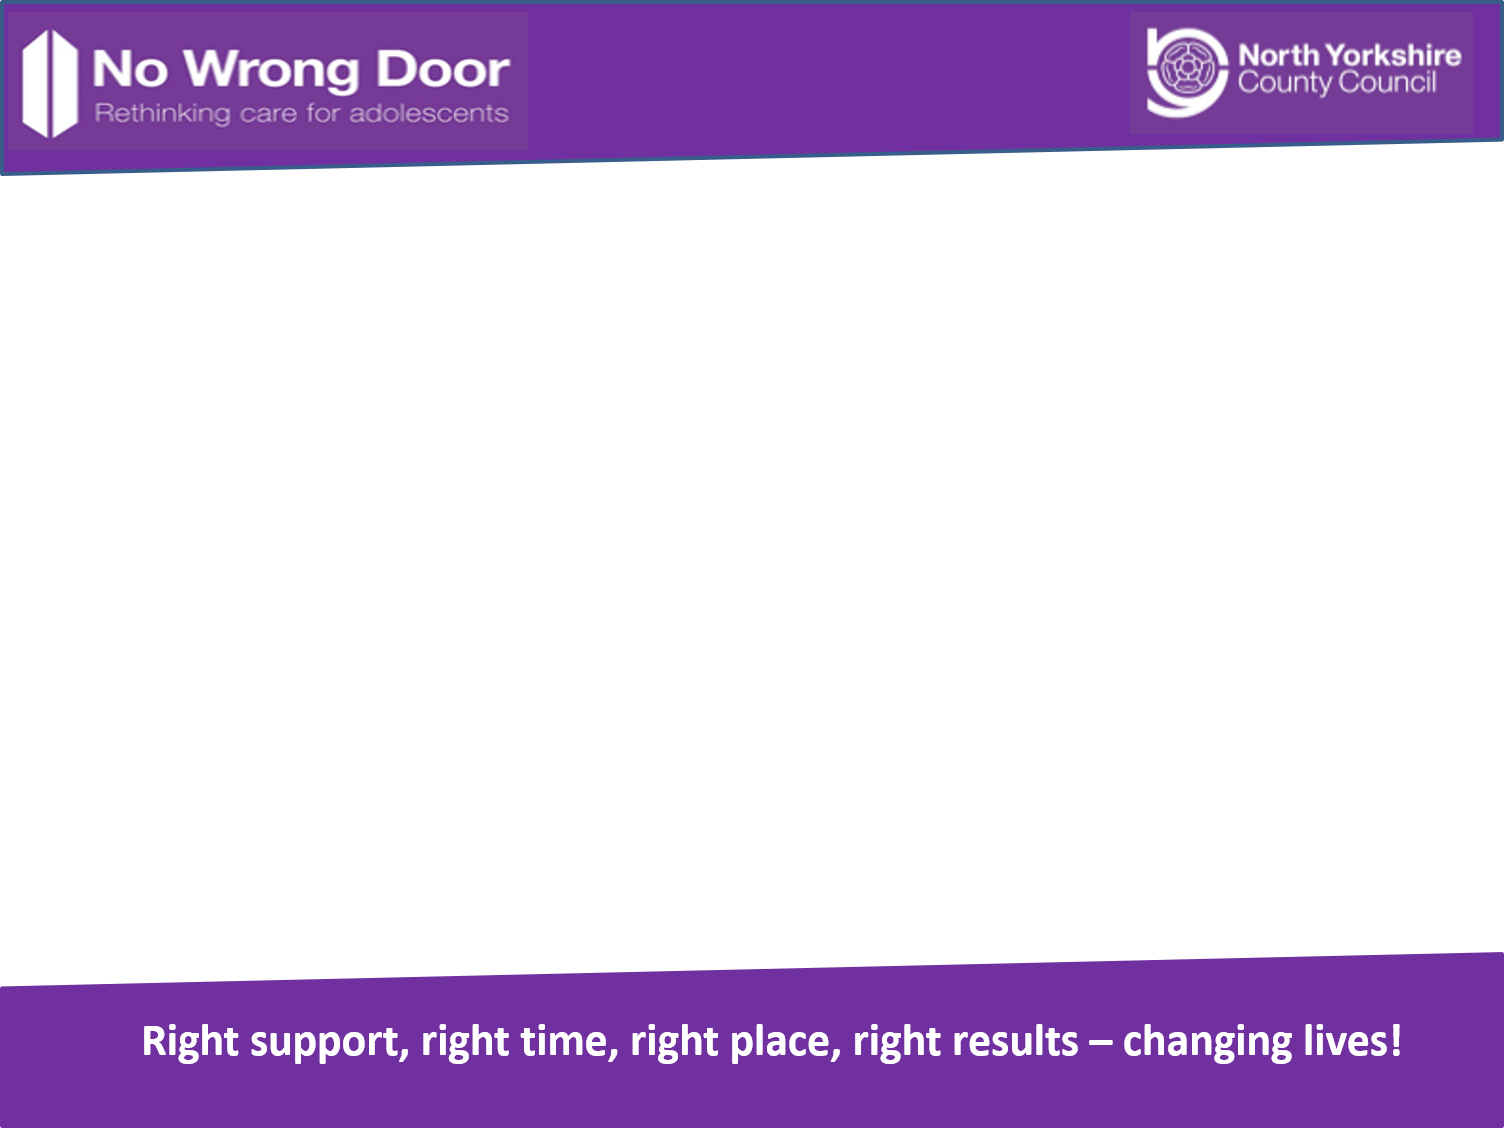 No Wrong Door
Rethinking care for adolescents
North Yorkshire
County Council
Right support, right time, right place, right results – changing lives!